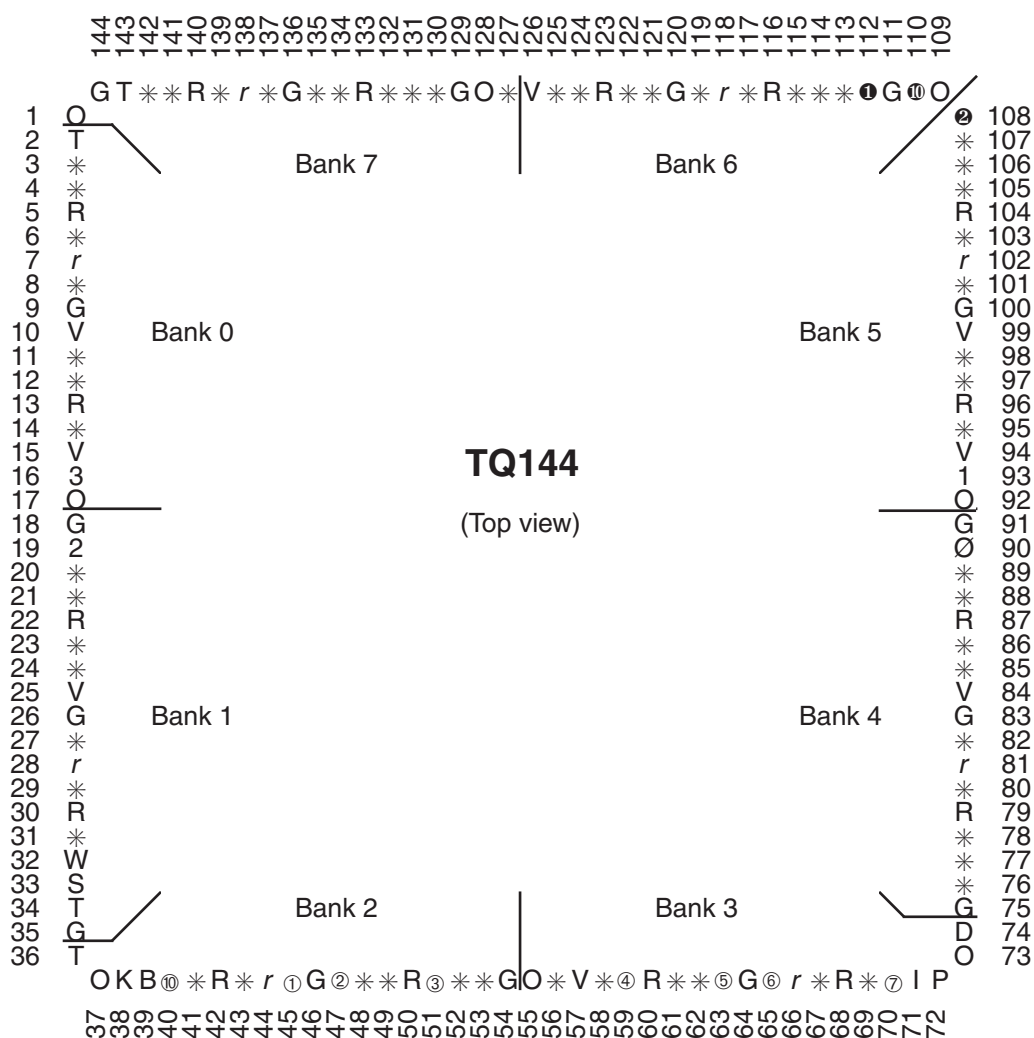 144 143 142 141 140 139 138 137 136 135 134 133 132 131 130 129 128 127 126 125 124 123 122 121 120 119 118 117 116 115 114 113 112 111 110 109
G T ✳ ✳ R ✳ r ✳ G ✳ ✳ R ✳ ✳ ✳ G O ✳ V ✳ ✳ R ✳ ✳ G ✳ r ✳ R ✳ ✳ ✳ ❶ G ❿ O
1 O ❷ 108
2 T ✳ 107
3 ✳ Bank 7 Bank 6 ✳ 106
4 ✳ ✳ 105
5 R R 104
6 ✳ ✳ 103
7 r r 102
8 ✳ ✳ 101
9 G G 100
10 V Bank 0 Bank 5 V 99
11 ✳ ✳ 98
12 ✳ ✳ 97
13 R R 96
14 ✳ ✳ 95
15 V TQ144 V 94
16 3 1 93
17 O O 92
18 G (Top view) G 91
19 2 Ø 90
20 ✳ ✳ 89
21 ✳ ✳ 88
22 R R 87
23 ✳ ✳ 86
24 ✳ ✳ 85
25 V V 84
26 G Bank 1 Bank 4 G 83
27 ✳ ✳ 82
28 r r 81
29 ✳ ✳ 80
30 R R 79
31 ✳ ✳ 78
32 W ✳ 77
33 S ✳ 76
34 T Bank 2 Bank 3 G 75
35 G D 74
36 T O 73
O K B ⑩ ✳ R ✳ r ① G ② ✳ ✳ R ③ ✳ ✳ G O ✳ V ✳ ④ R ✳ ✳ ⑤ G ⑥ r ✳ R ✳ ⑦ I P
37 38 39 40 41 42 43 44 45 46 47 48 49 50 51 52 53 54 55 56 57 58 59 60 61 62 63 64 65 66 67 68 69 70 71 72